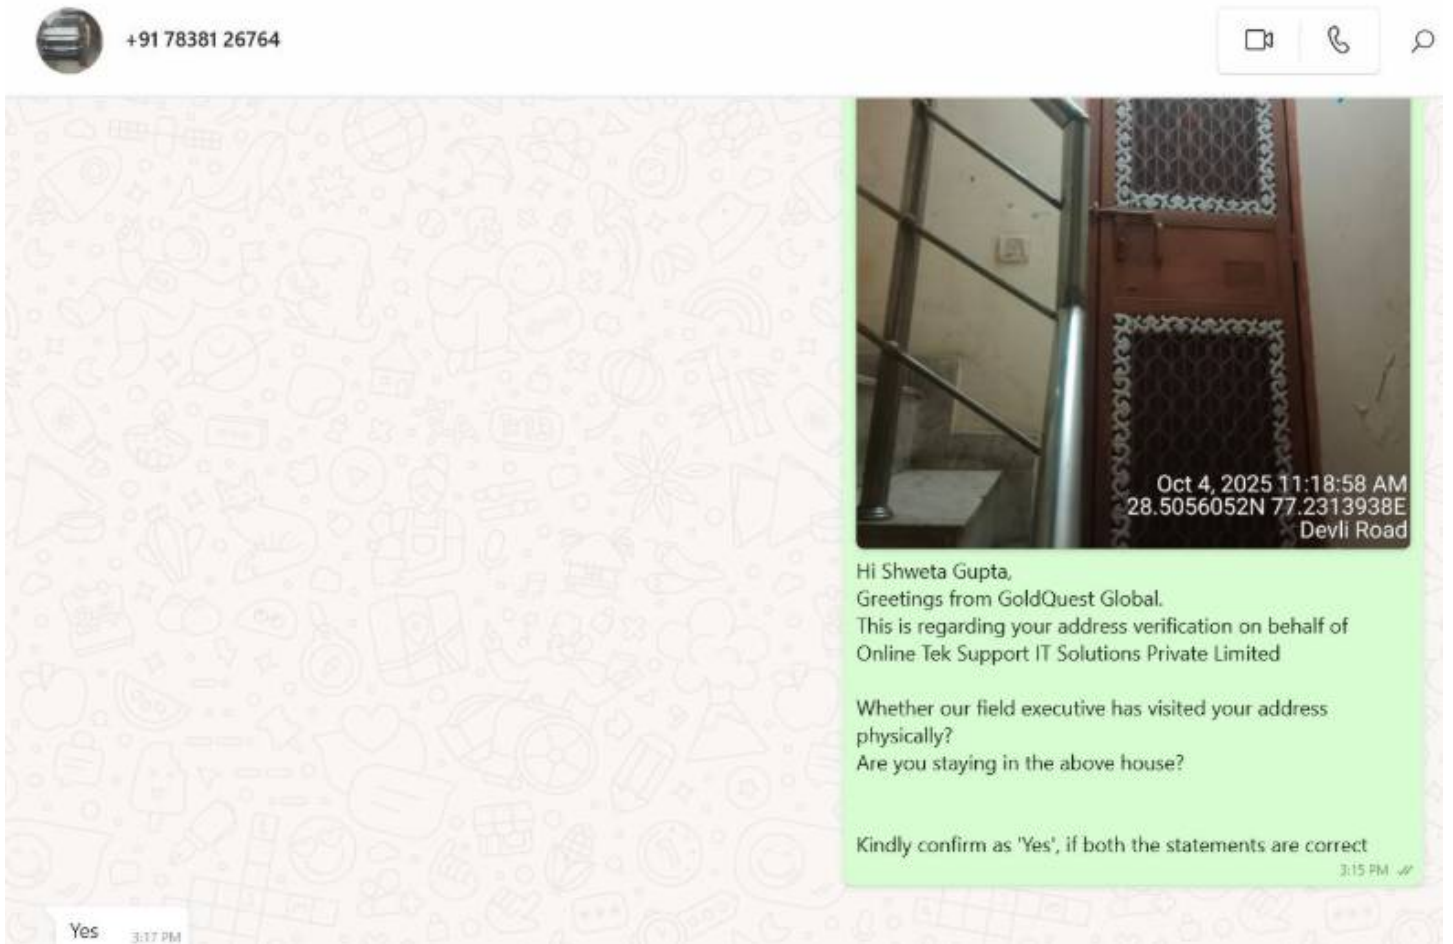 +91 78381 26764
Oct 4, 2025 11:18:58 AM
28.5056052N 77.2313938E
Devli Road
Hi Shweta Gupta,
Greetings from GoldQuest Global.
This is regarding your address verification on behalf of
Online Tek Support IT Solutions Private Limited
Whether our field executive has visited your address
physically?
Are you staying in the above house?
Kindly confirm as 'Yes', if both the statements are correct
3:15 PM
Yes
3:17 PM